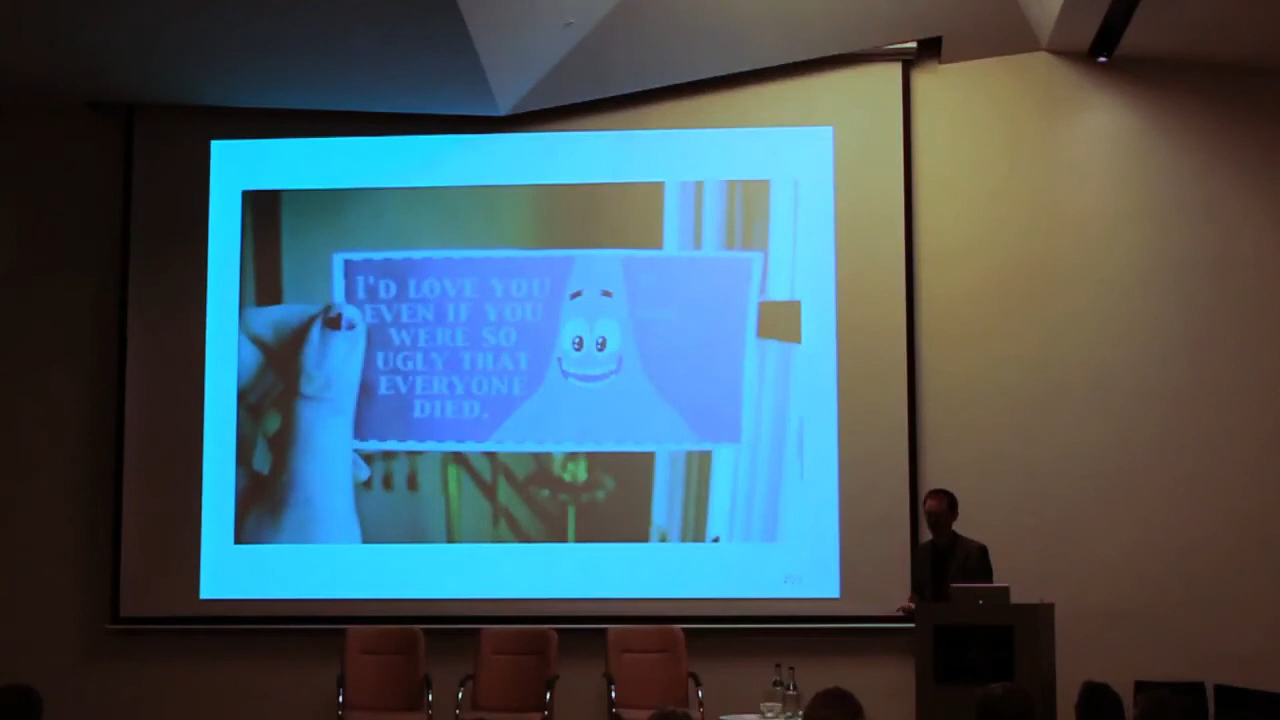 I'D LOVE YOU
EVEN IF YOU
WERE SO
UGLY THAT
EVERYONE
DIED.